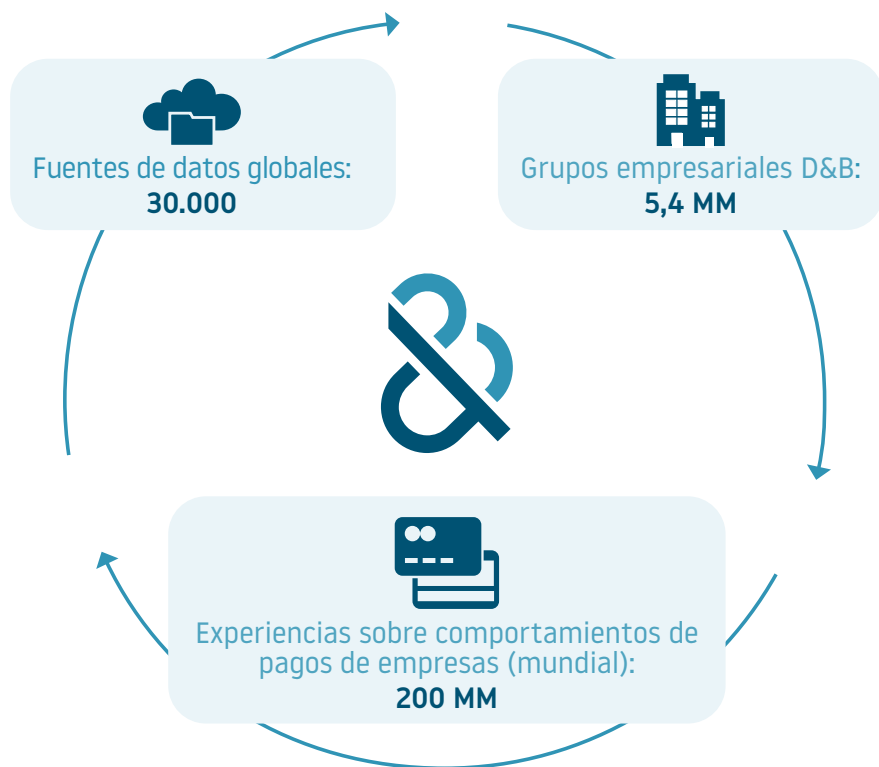 Fuentes de datos globales:
30.000
Grupos empresariales D&B:
5,4 MM
&
Experiencias sobre comportamientos de
pagos de empresas (mundial):
200 MM